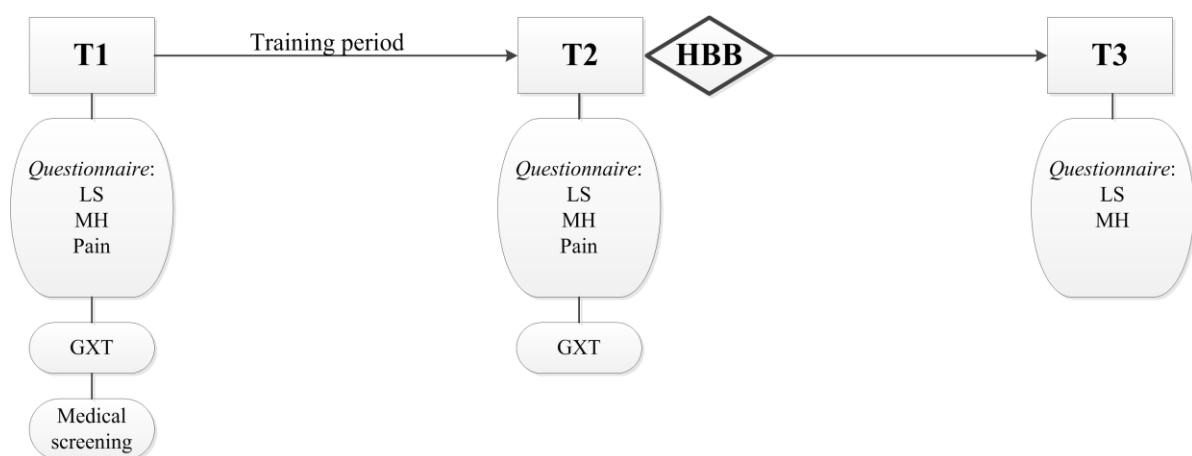 T1
Training period
T2
HBB
T3
Questionnaire:
LS
MH
Pain
Questionnaire:
LS
MH
Pain
Questionnaire:
LS
MH
GXT
GXT
Medical
screening